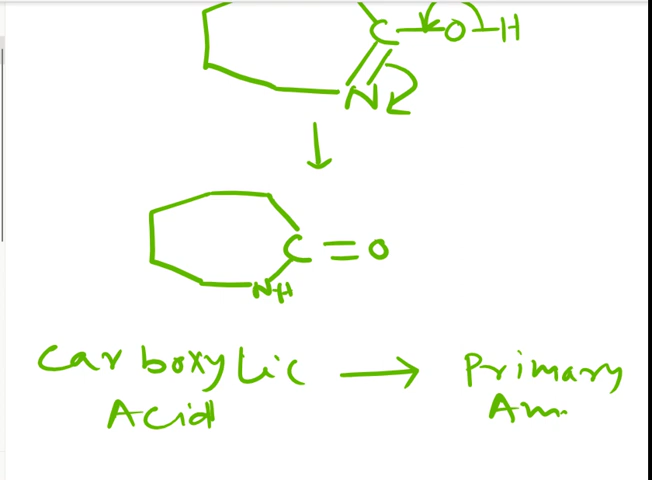 C O H
N
C = O
NH
Carboxylic → Primary
Acid Am